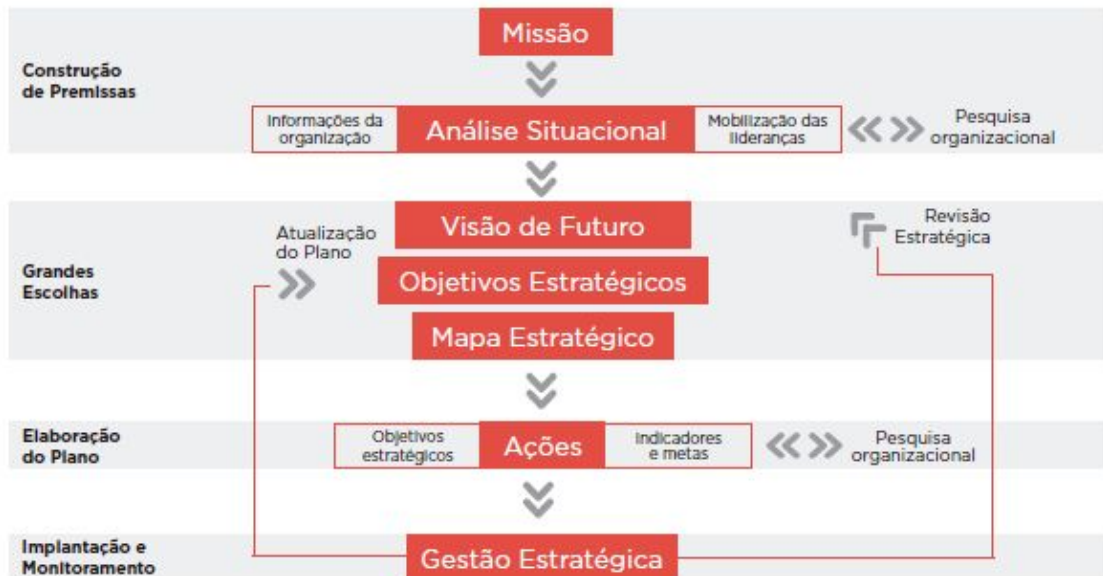 Missão
Construção
de Premissas
Informações da
organização
Análise Situacional
Mobilização das
lideranças
Pesquisa
organizacional
Visão de Futuro
Atualização
do Plano
Revisão
Estratégica
Grandes
Escolhas
Objetivos Estratégicos
Mapa Estratégico
Elaboração
do Plano
Objetivos
estratégicos
Ações
Indicadores
e metas
Pesquisa
organizacional
Implantação e
Monitoramento
Gestão Estratégica